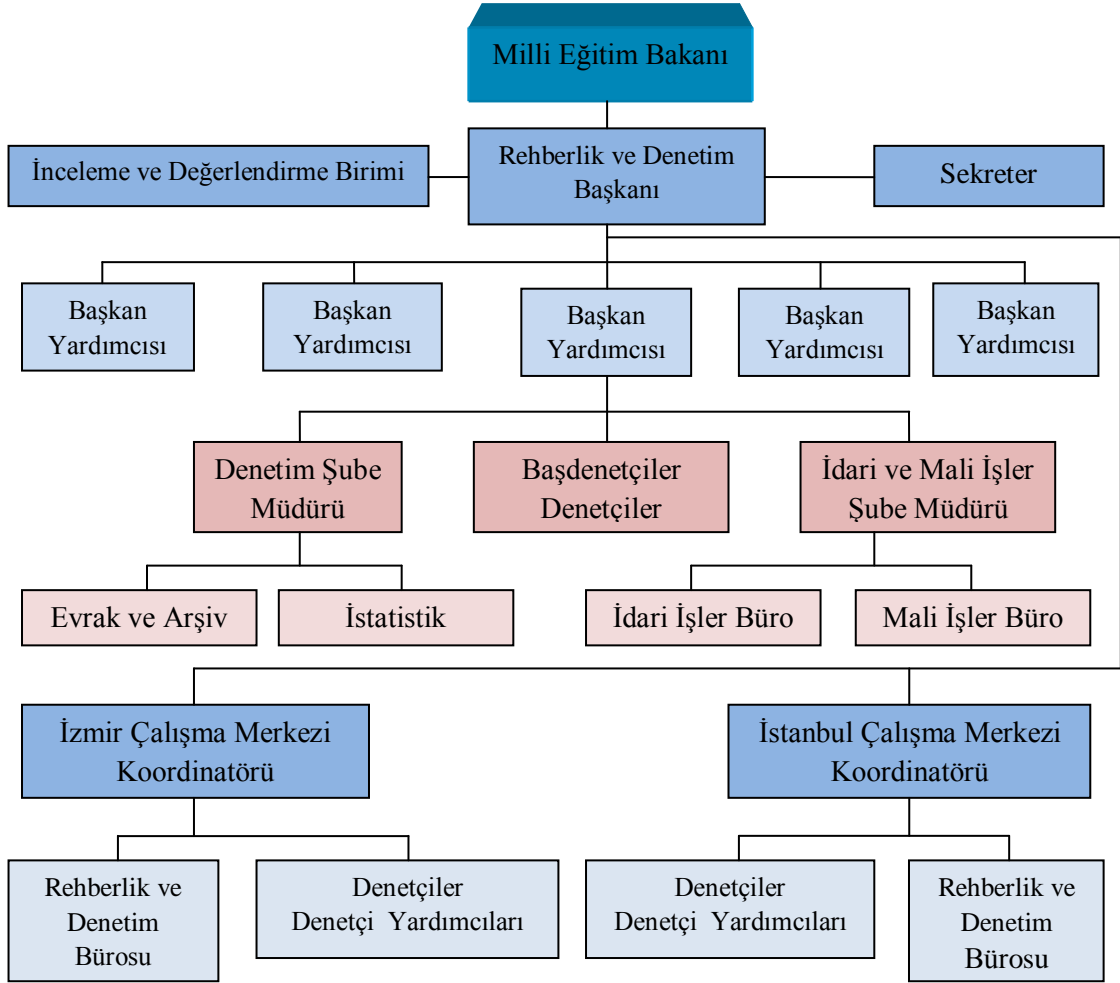 Milli Eğitim Bakanı
İnceleme ve Değerlendirme Birimi
Rehberlik ve Denetim
Başkanı
Sekreter
Başkan
Yardımcısı
Başkan
Yardımcısı
Başkan
Yardımcısı
Başkan
Yardımcısı
Başkan
Yardımcısı
Denetim Şube
Müdürü
Başdenetçiler
Denetçiler
İdari ve Mali İşler
Şube Müdürü
Evrak ve Arşiv
İstatistik
İdari İşler Büro
Mali İşler Büro
İzmir Çalışma Merkezi
Koordinatörü
İstanbul Çalışma Merkezi
Koordinatörü
Rehberlik ve
Denetim
Bürosu
Denetçiler
Denetçi Yardımcıları
Denetçiler
Denetçi Yardımcıları
Rehberlik ve
Denetim
Bürosu